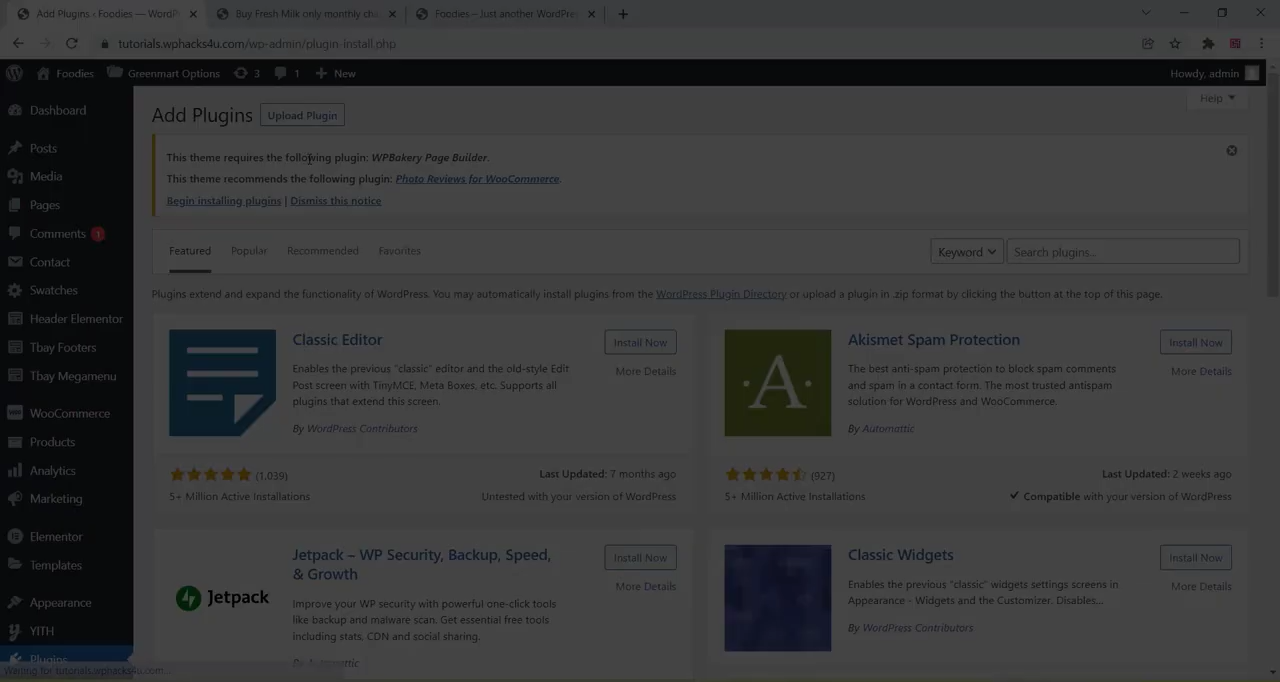 Add Plugins ‹ Foodies — WordPr
Buy Fresh Milk only monthly cha
Foodies – Just another WordPres
tutorials.wphacks4u.com/wp-admin/plugin-install.php
Foodies
Greenmart Options
3
1
New
Howdy, admin
Dashboard
Posts
Media
Pages
Comments 1
Contact
Swatches
Header Elementor
Tbay Footers
Tbay Megamenu
WooCommerce
Products
Analytics
Marketing
Elementor
Templates
Appearance
YITH
Plugins
Waiting for tutorials.wphacks4u.com...
Help
Add Plugins
Upload Plugin
This theme requires the following plugin: WPBakery Page Builder.
This theme recommends the following plugin: Photo Reviews for WooCommerce.
Begin installing plugins | Dismiss this notice
Featured
Popular
Recommended
Favorites
Keyword
Search plugins...
Plugins extend and expand the functionality of WordPress. You may automatically install plugins from the WordPress Plugin Directory or upload a plugin in .zip format by clicking the button at the top of this page.
Classic Editor
Install Now
More Details
Enables the previous "classic" editor and the old-style Edit
Post screen with TinyMCE, Meta Boxes, etc. Supports all
plugins that extend this screen.
By WordPress Contributors
(1,039)
Last Updated: 7 months ago
5+ Million Active Installations
Untested with your version of WordPress
A
Akismet Spam Protection
Install Now
More Details
The best anti-spam protection to block spam comments
and spam in a contact form. The most trusted antispam
solution for WordPress and WooCommerce.
By Automattic
(927)
Last Updated: 2 weeks ago
5+ Million Active Installations
Compatible with your version of WordPress
Jetpack
Jetpack – WP Security, Backup, Speed,
& Growth
Install Now
More Details
Improve your WP security with powerful one-click tools
like backup and malware scan. Get essential free tools
including stats, CDN and social sharing.
By Automattic
Classic Widgets
Install Now
More Details
Enables the previous "classic" widgets settings screens in
Appearance - Widgets and the Customizer. Disables...
By WordPress Contributors